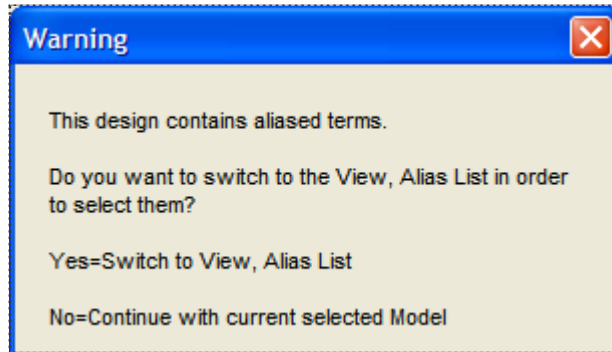 Warning
This design contains aliased terms.
Do you want to switch to the View, Alias List in order
to select them?
Yes=Switch to View, Alias List
No=Continue with current selected Model